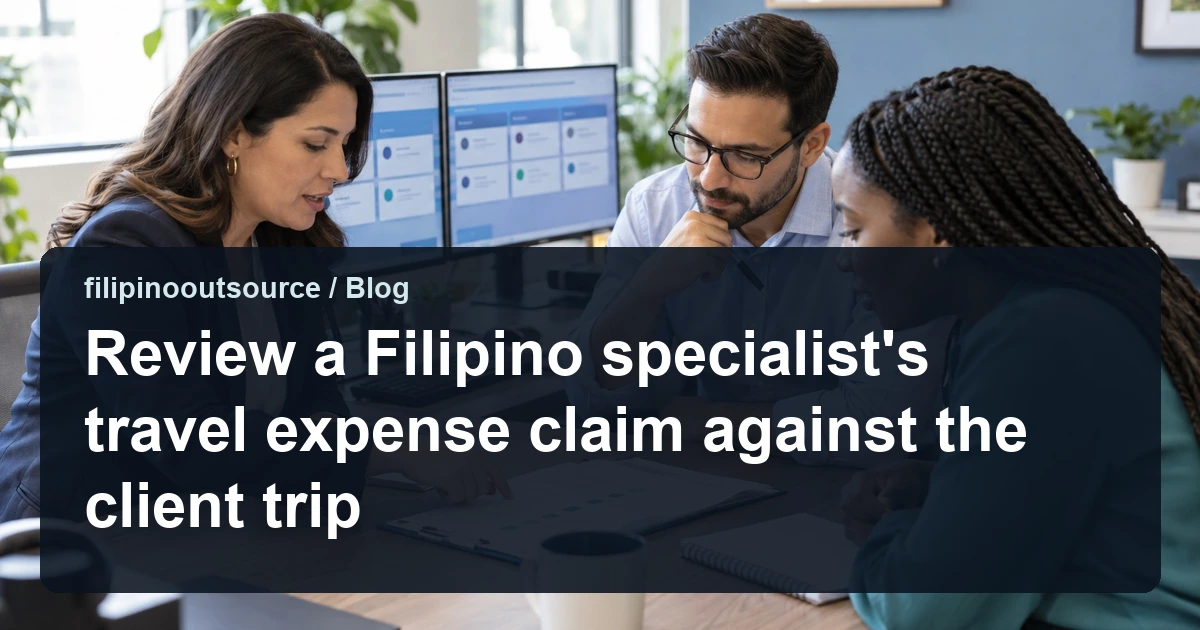 filipinooutsource / Blog
Review a Filipino specialist's
travel expense claim against the
client trip